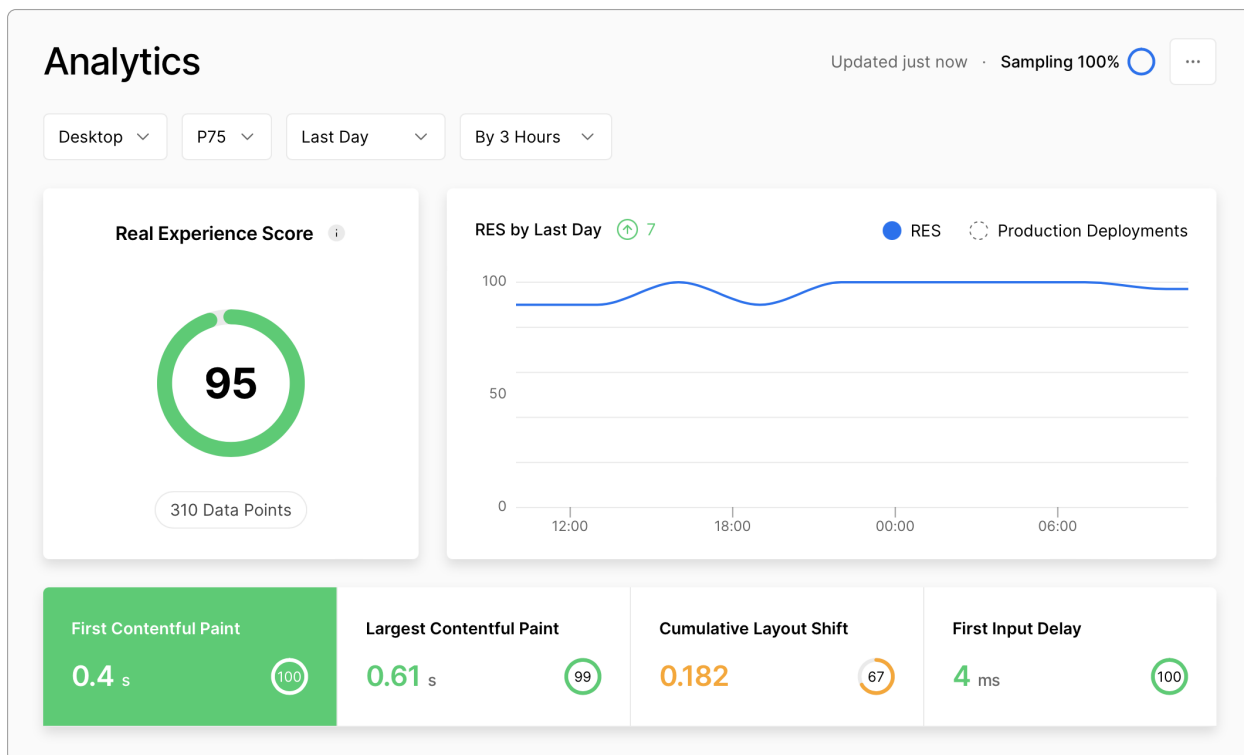 Analytics
Updated just now · Sampling 100%
Desktop
P75
Last Day
By 3 Hours
Real Experience Score
95
310 Data Points
RES by Last Day 7
RES
Production Deployments
100
50
0
12:00
18:00
00:00
06:00
First Contentful Paint
0.4 s
100
Largest Contentful Paint
0.61 s
99
Cumulative Layout Shift
0.182
67
First Input Delay
4 ms
100